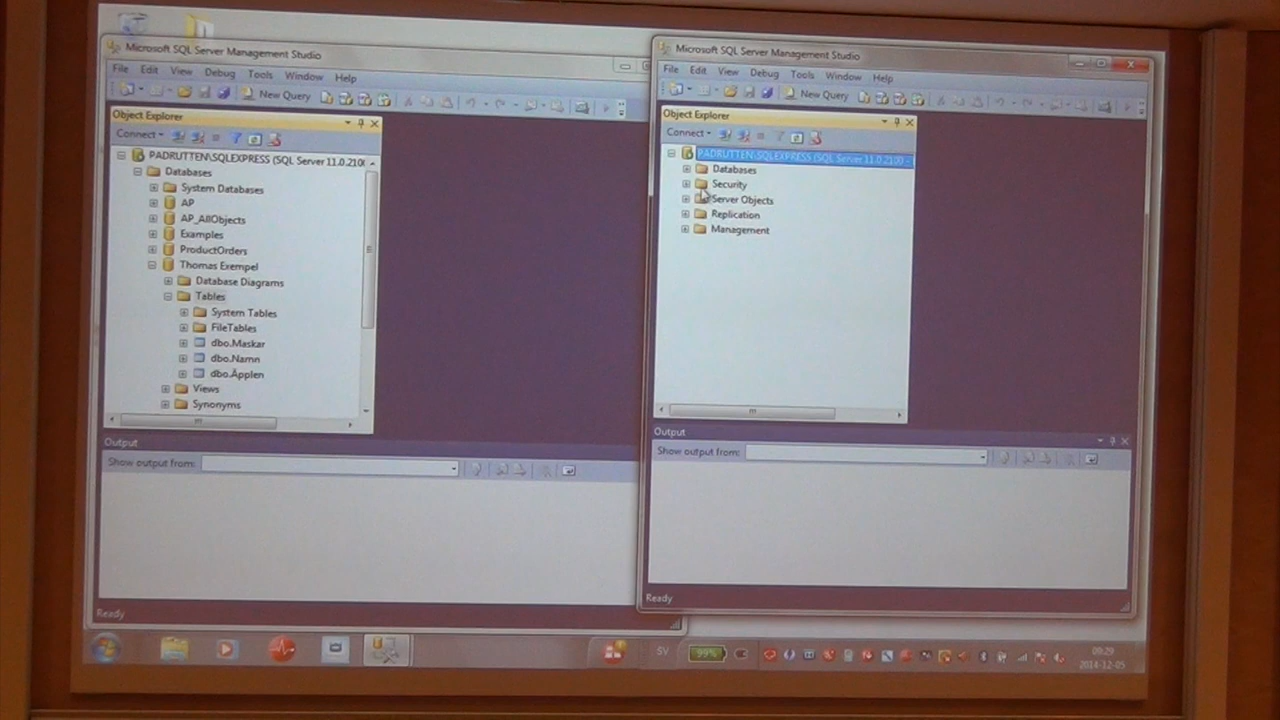 Microsoft SQL Server Management Studio
File Edit View Debug Tools Window Help
New Query
Object Explorer
Connect
PADRUTTEN\SQLEXPRESS (SQL Server 11.0.210
Databases
System Databases
AP
AP_AllObjects
Examples
ProductOrders
Thomas Exempel
Database Diagrams
Tables
System Tables
FileTables
dbo.Maskar
dbo.Namn
dbo.Äpplen
Views
Synonyms
Output
Show output from:
Ready
Microsoft SQL Server Management Studio
File Edit View Debug Tools Window Help
New Query
Object Explorer
Connect
PADRUTTEN\SQLEXPRESS (SQL Server 11.0.2100 -
Databases
Security
Server Objects
Replication
Management
Output
Show output from:
Ready
SV 99% 09:29
2014-12-05